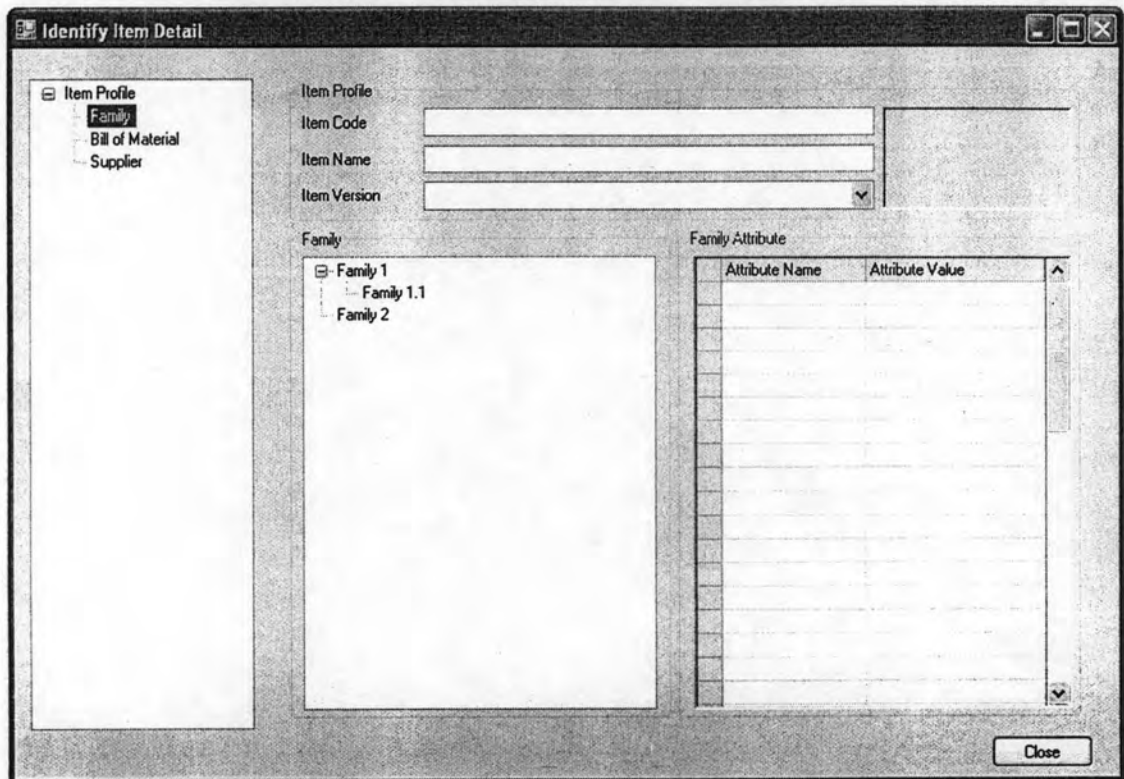 Identify Item Detail
Item Profile
Family
Bill of Material
Supplier
Item Profile
Item Code
Item Name
Item Version
Family
Family 1
Family 1.1
Family 2
Family Attribute
Attribute Name Attribute Value
Close